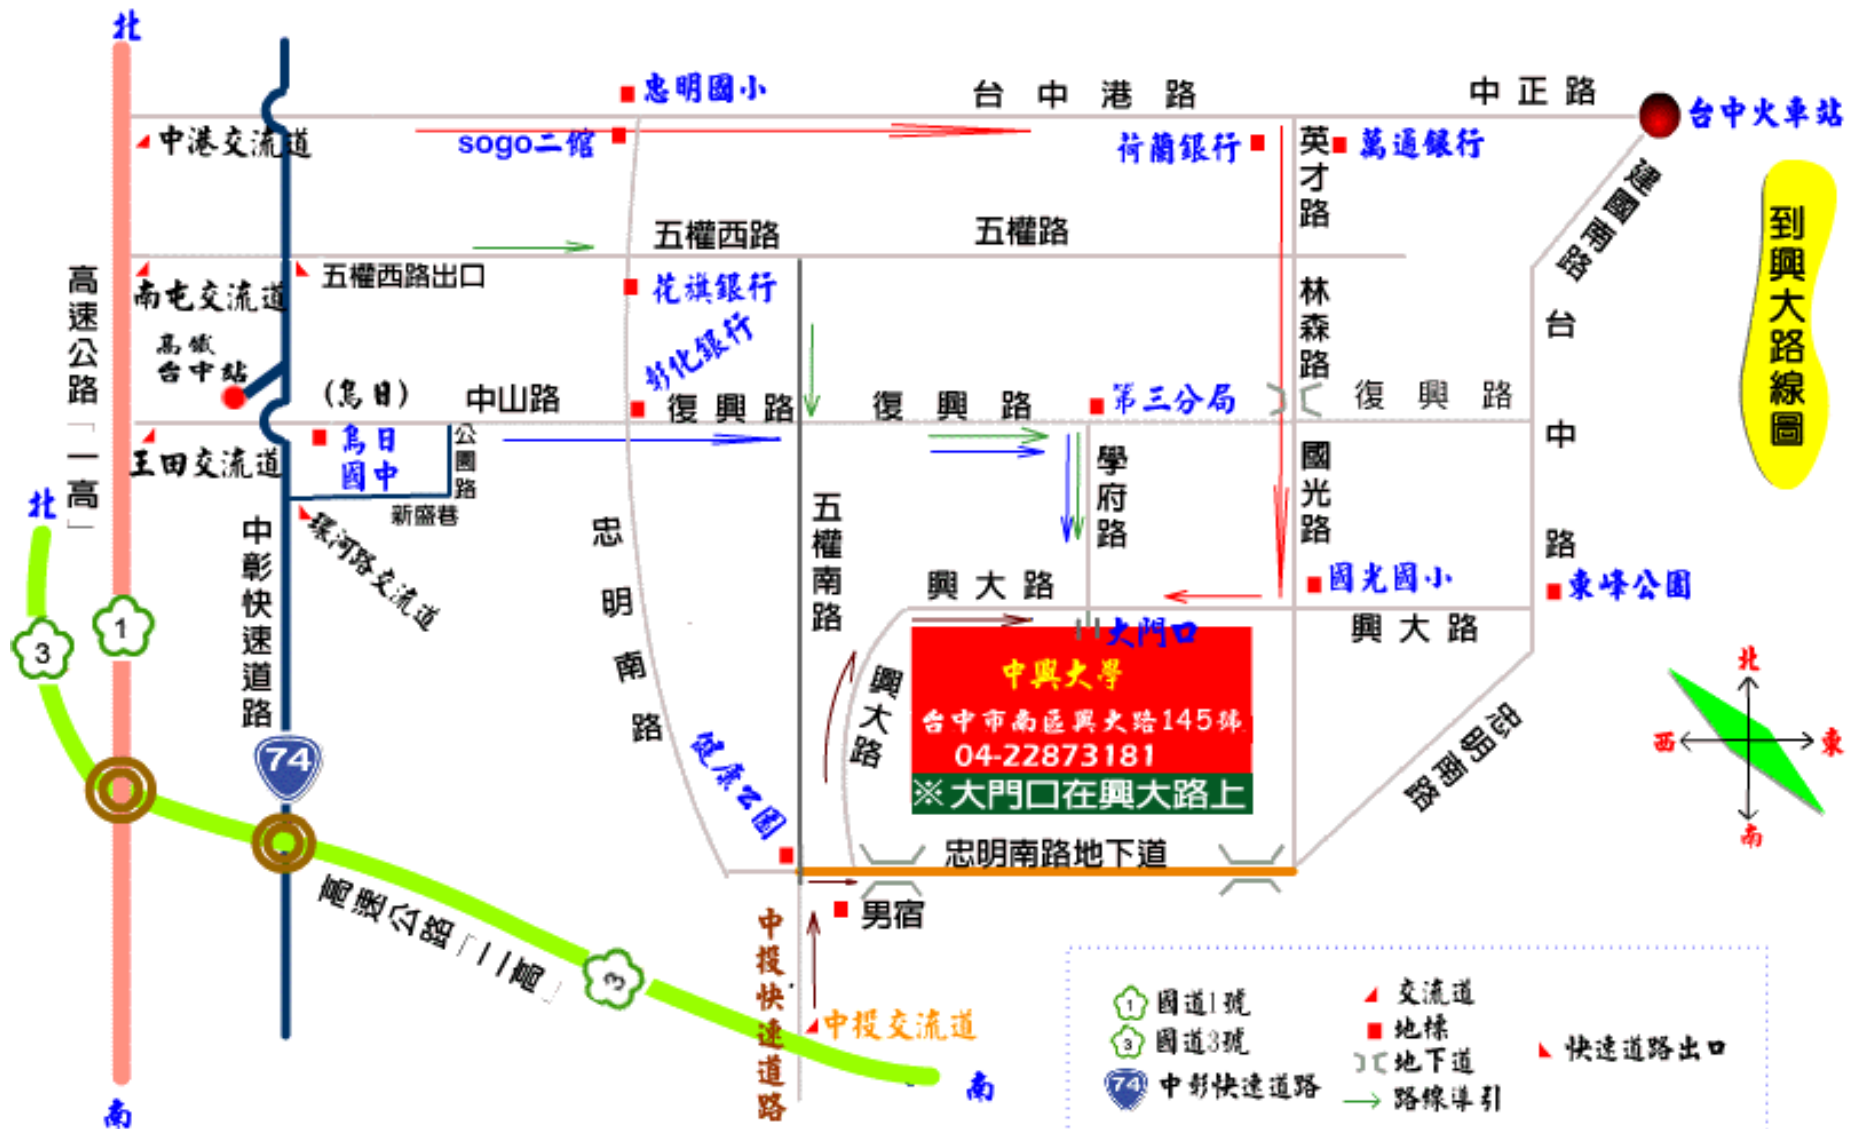 北
忠明國小
台中港路
中正路
台中火車站
中港交流道
sogo二館
荷蘭銀行
英才路
萬通銀行
建國南路
到興大路線圖
五權西路
五權路
高速公路「一高」
南屯交流道
五權西路出口
花旗銀行
林森路
台中路
高鐵
台中站
(烏日)
中山路
彰化銀行
復興路
復興路
第三分局
復興路
王田交流道
烏日
國中
公園路
學府路
國光路
北
新盛巷
環河路交流道
中彰快速道路
忠明南路
五權南路
興大路
國光國小
東峰公園
1
3
大門口
興大路
中興大學
台中市南區興大路145號
04-22873181
※大門口在興大路上
興大路
忠明南路
北
西
東
南
74
健康公園
忠明南路地下道
高速公路「二高」
3
男宿
中投快速道路
中投交流道
南
南
1
國道1號
3
國道3號
74
中彰快速道路
交流道
地標
地下道
路線導引
快速道路出口